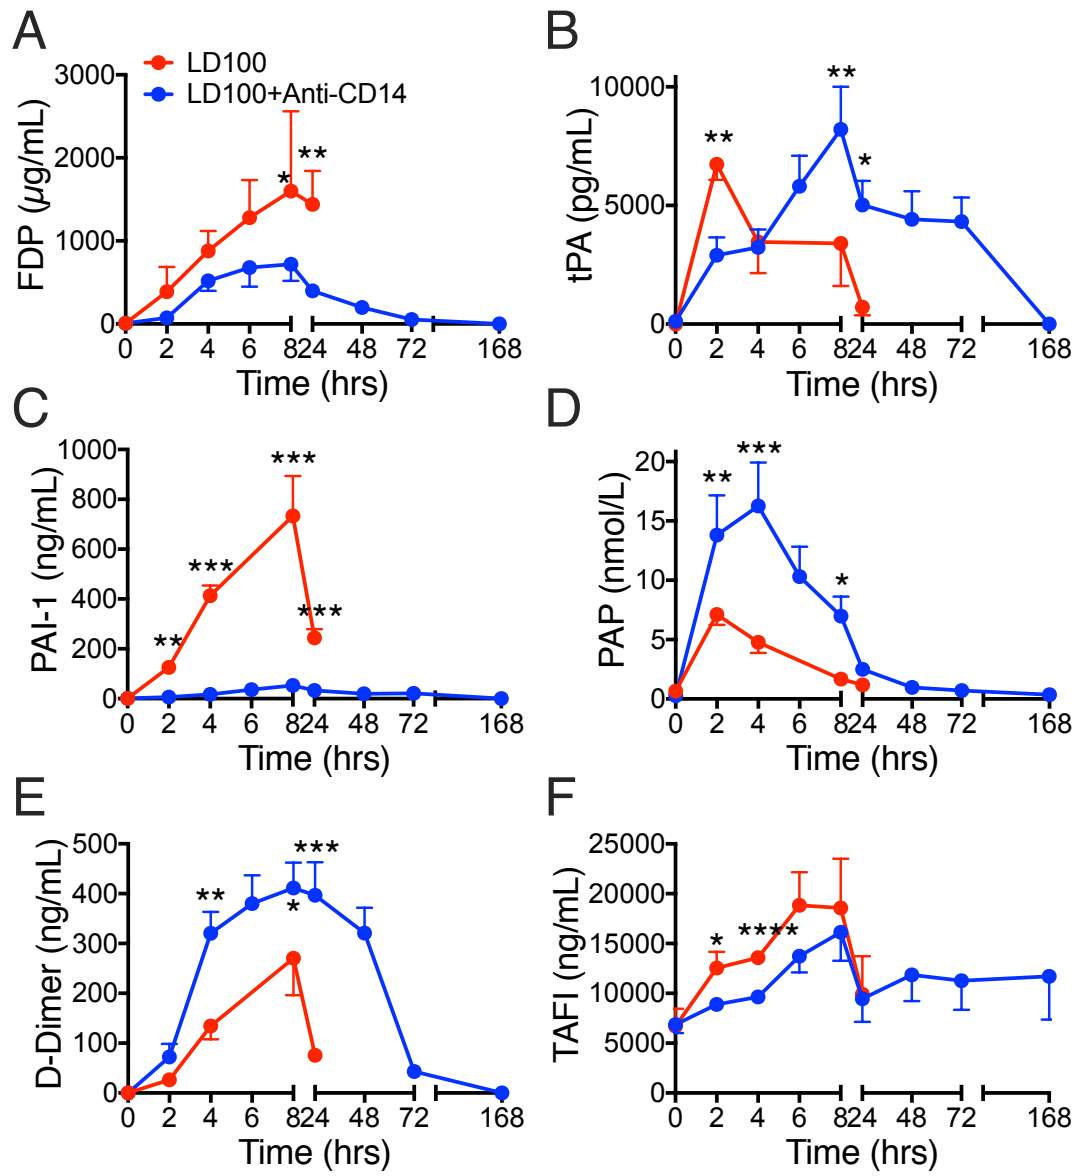 A
LD100
LD100+Anti-CD14
FDP (µg/mL)
3000
2000
1000
0
*
**
0 2 4 6 8 24 48 72 168
Time (hrs)
B
tPA (pg/mL)
10000
5000
0
**
**
*
0 2 4 6 8 24 48 72 168
Time (hrs)
C
PAI-1 (ng/mL)
1000
800
600
400
200
0
**
***
***
***
0 2 4 6 8 24 48 72 168
Time (hrs)
D
PAP (nmol/L)
20
15
10
5
0
**
***
*
0 2 4 6 8 24 48 72 168
Time (hrs)
E
D-Dimer (ng/mL)
500
400
300
200
100
0
**
*
***
0 2 4 6 8 24 48 72 168
Time (hrs)
F
TAFI (ng/mL)
25000
20000
15000
10000
5000
0
*
****
0 2 4 6 8 24 48 72 168
Time (hrs)